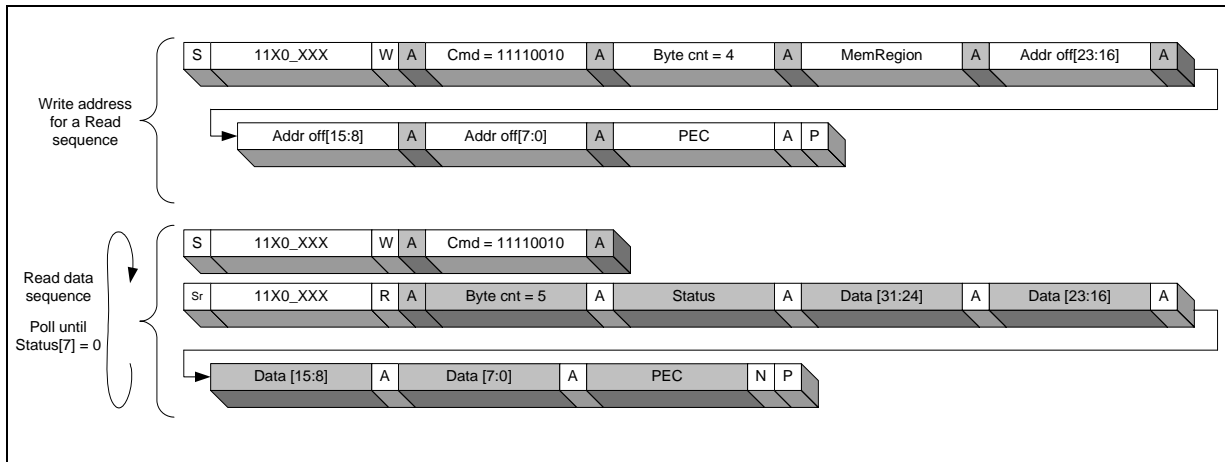 S 11X0_XXX W A Cmd = 11110010 A Byte cnt = 4 A MemRegion A Addr off[23:16] A
Write address
for a Read
sequence
Addr off[15:8] A Addr off[7:0] A PEC A P
S 11X0_XXX W A Cmd = 11110010 A
Read data
sequence
Poll until
Status[7] = 0
Sr 11X0_XXX R A Byte cnt = 5 A Status A Data [31:24] A Data [23:16] A
Data [15:8] A Data [7:0] A PEC N P